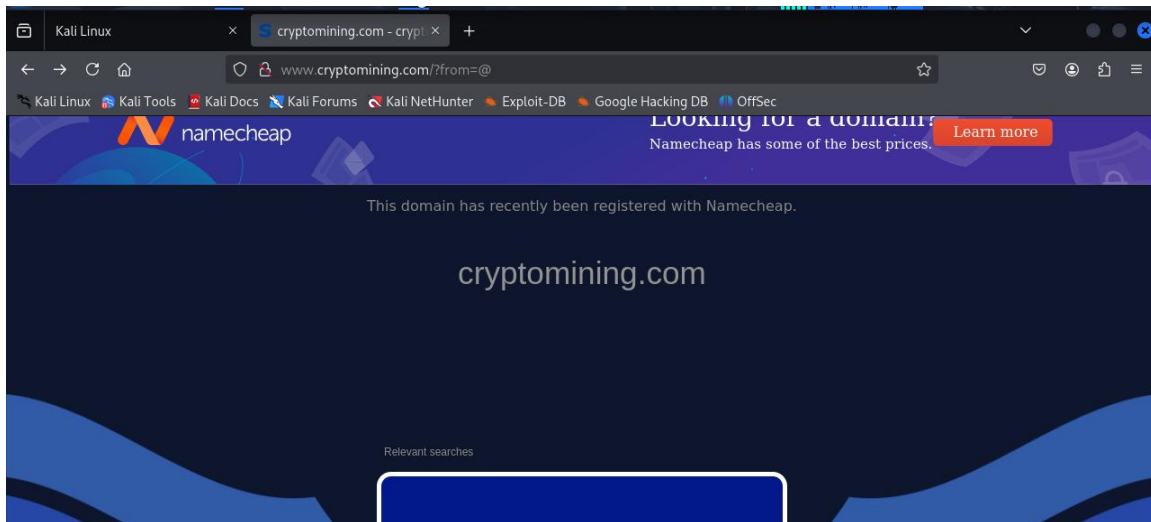 Kali Linux
cryptomining.com - crypt
www.cryptomining.com/?from=@
Kali Linux Kali Tools Kali Docs Kali Forums Kali NetHunter Exploit-DB Google Hacking DB OffSec
namecheap
Looking for a domain?
Namecheap has some of the best prices.
Learn more
This domain has recently been registered with Namecheap.
cryptomining.com
Relevant searches